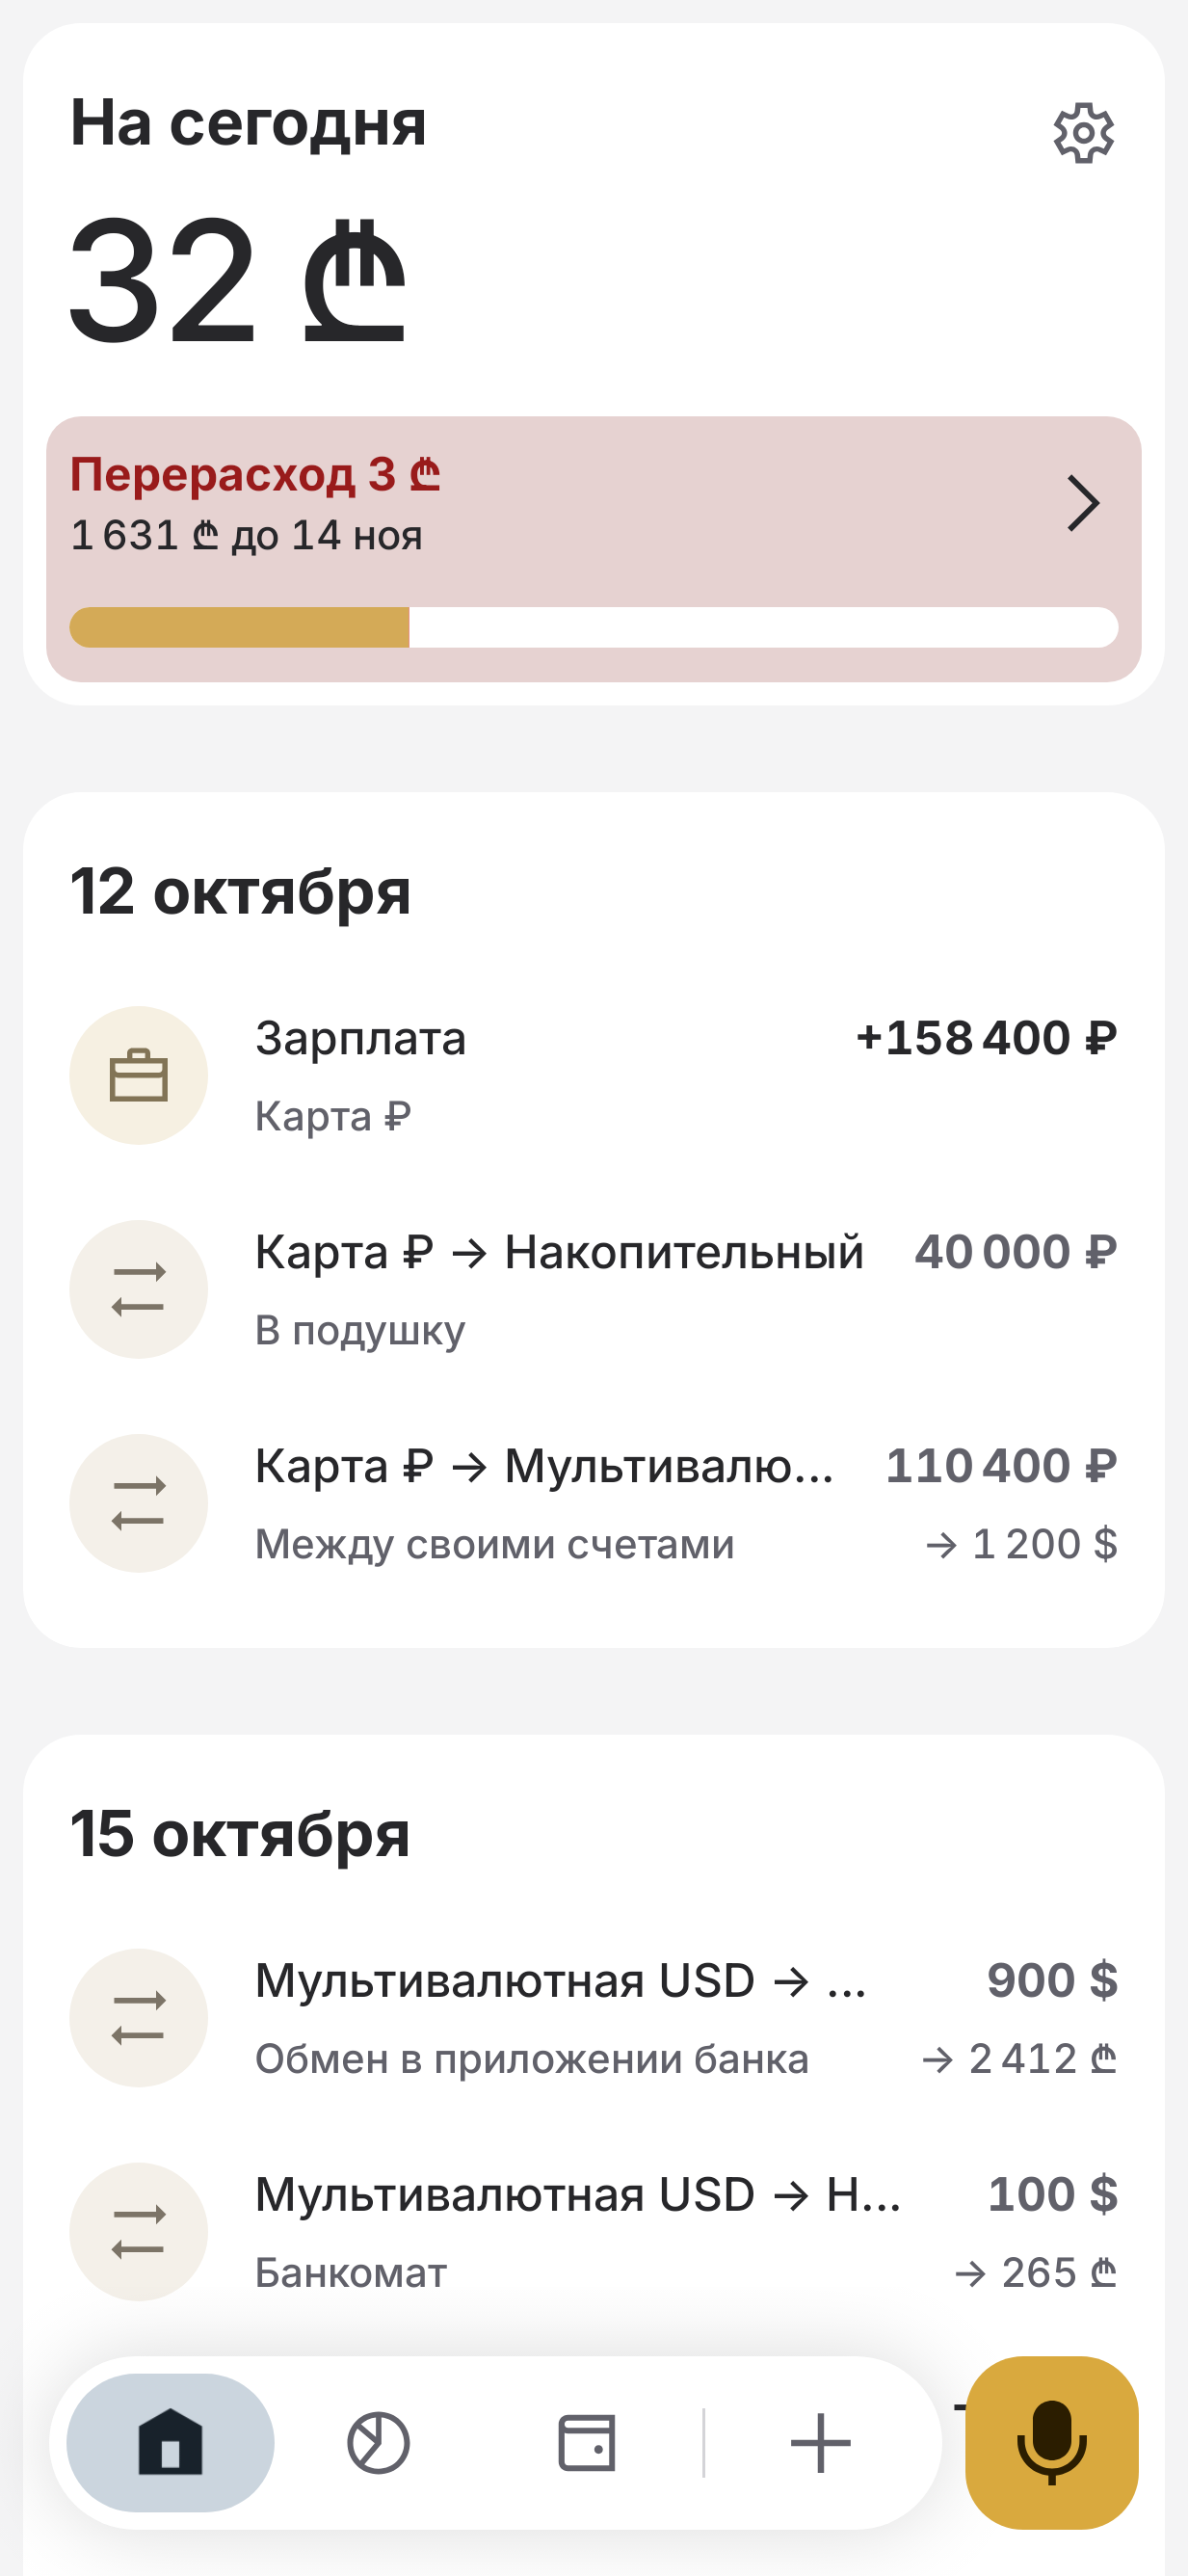 На сегодня
32 ₾
Перерасход 3 ₾
1 631 ₾ до 14 ноя
12 октября
Зарплата
+158 400 ₽
Карта ₽
Карта ₽ → Накопительный
40 000 ₽
В подушку
Карта ₽ → Мультивалю...
110 400 ₽
Между своими счетами
→ 1 200 $
15 октября
Мультивалютная USD → ...
900 $
Обмен в приложении банка
→ 2 412 ₾
Мультивалютная USD → Н...
100 $
Банкомат
→ 265 ₾